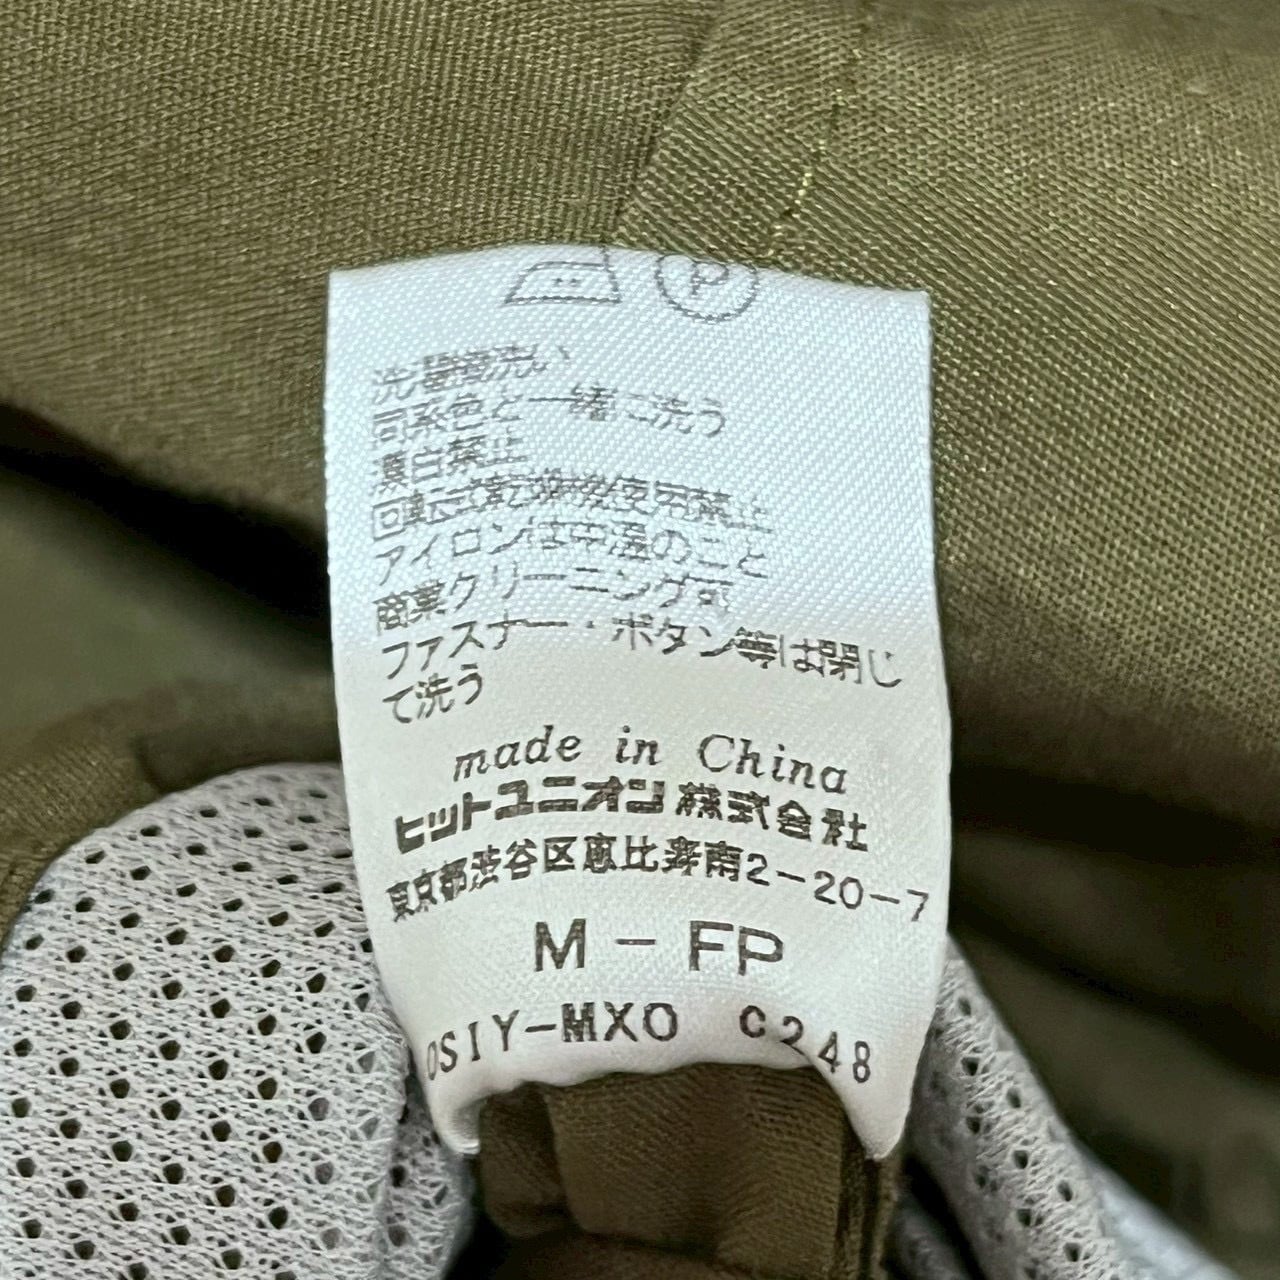 P
洗濯機洗い
同系色と一緒に洗う
漂白禁止
回転式乾燥機使用禁止
アイロンは中温のこと
商業クリーニング可
ファスナー・ボタン等は閉じ
て洗う
made in China
ヒットユニオン株式会社
東京都渋谷区恵比寿南2-20-7
M - FP
OSIY-MXO C248